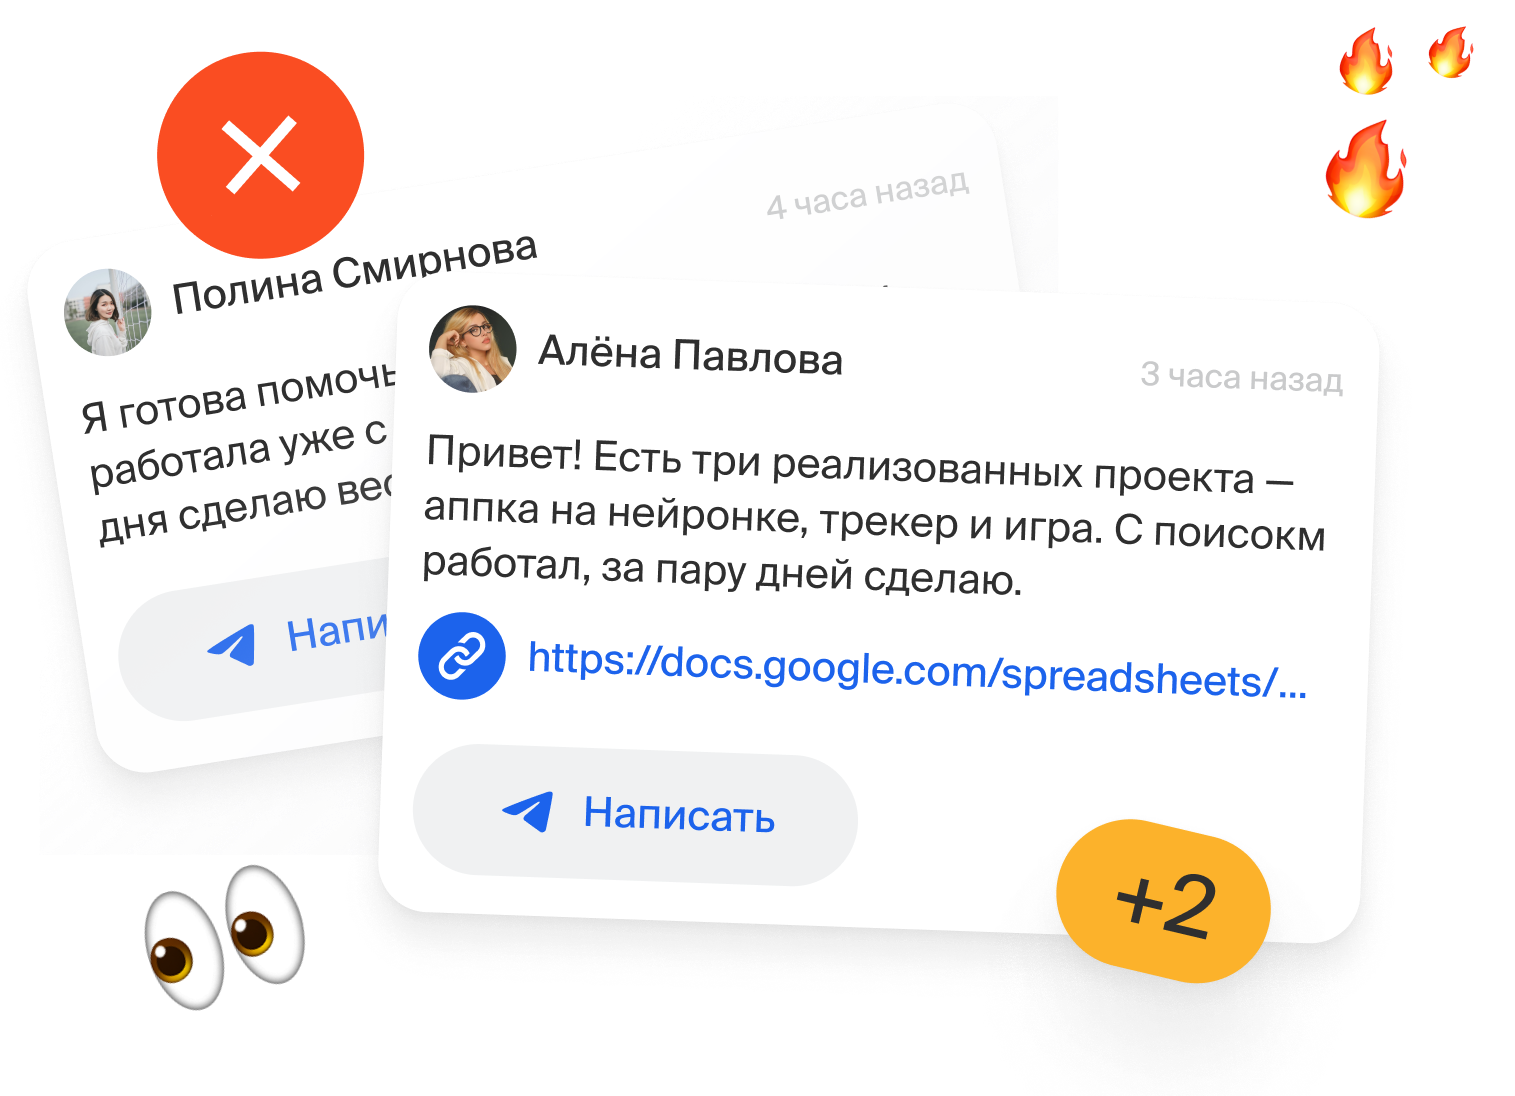 4 часа назад
Полина Смирнова
Я готова помочь
работала уже с
дня сделаю
Алёна Павлова
3 часа назад
Привет! Есть три реализованных проекта —
аппка на нейронке, трекер и игра. С поисокм
работал, за пару дней сделаю.
https://docs.google.com/spreadsheets/...
Написать
+2